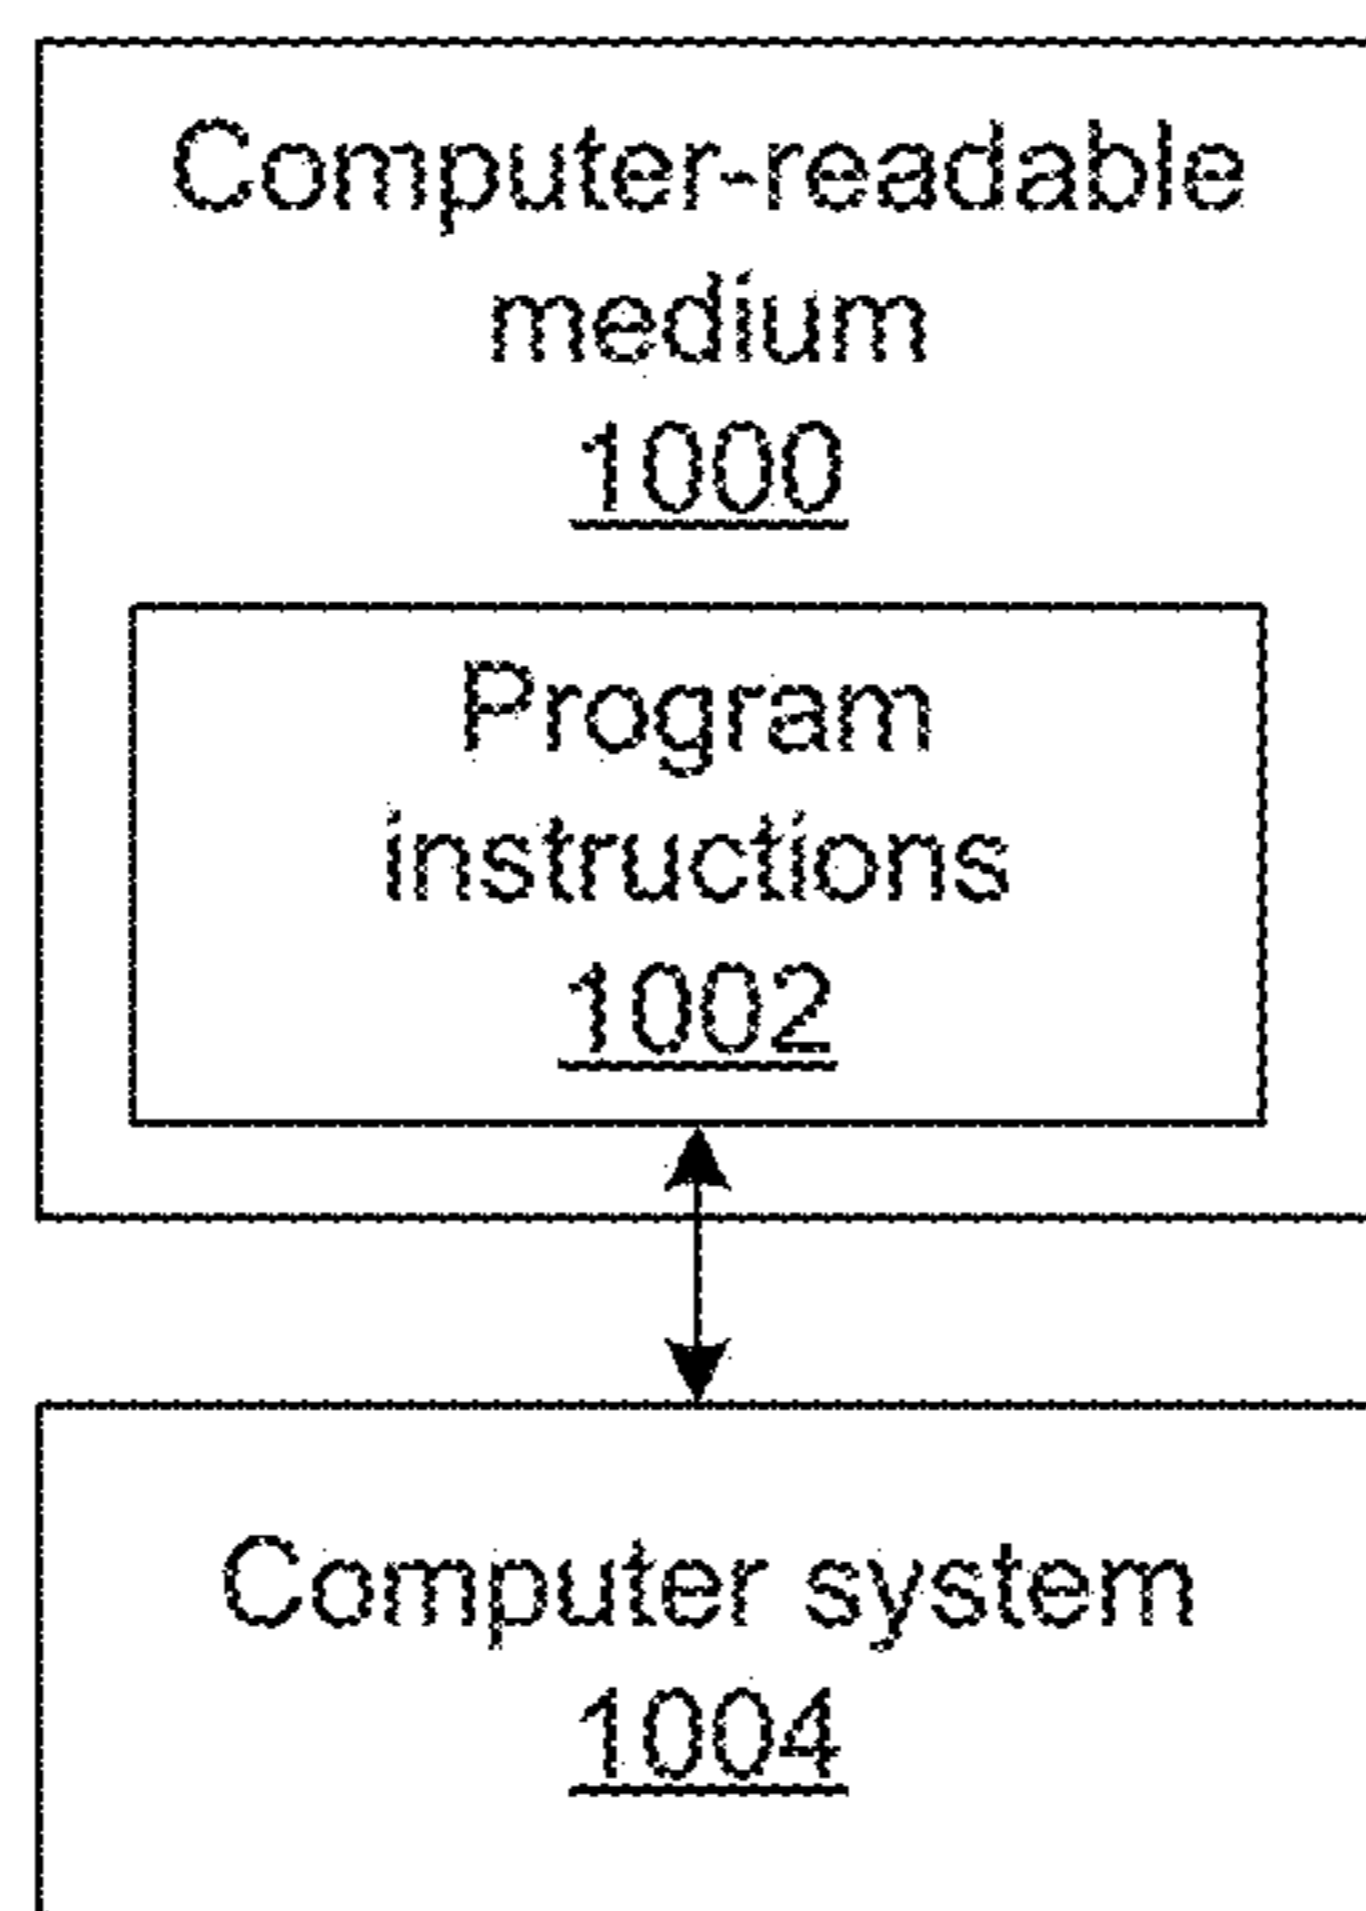 Computer-readable
medium
1000
Program
instructions
1002
Computer system
1004